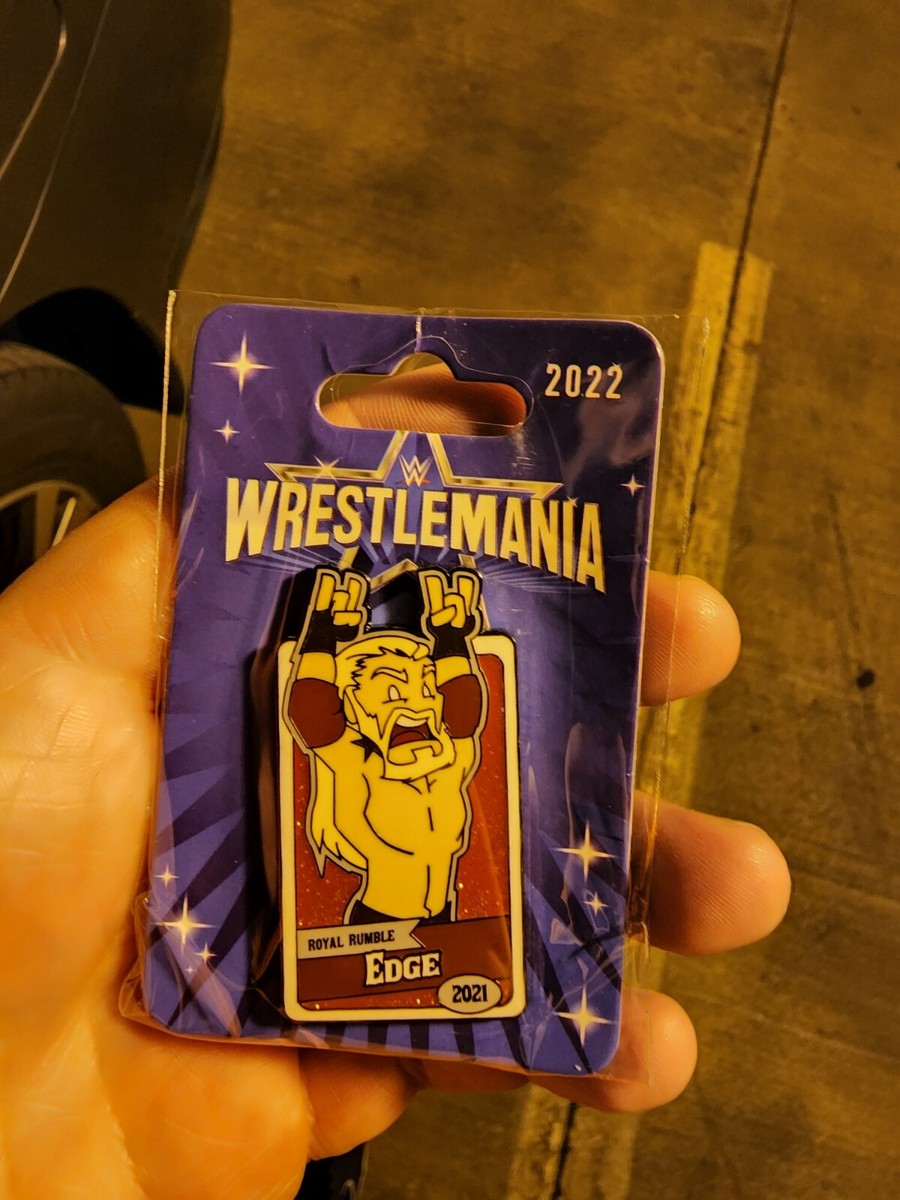 2022
W
WRESTLEMANIA
ROYAL RUMBLE
EDGE
2021